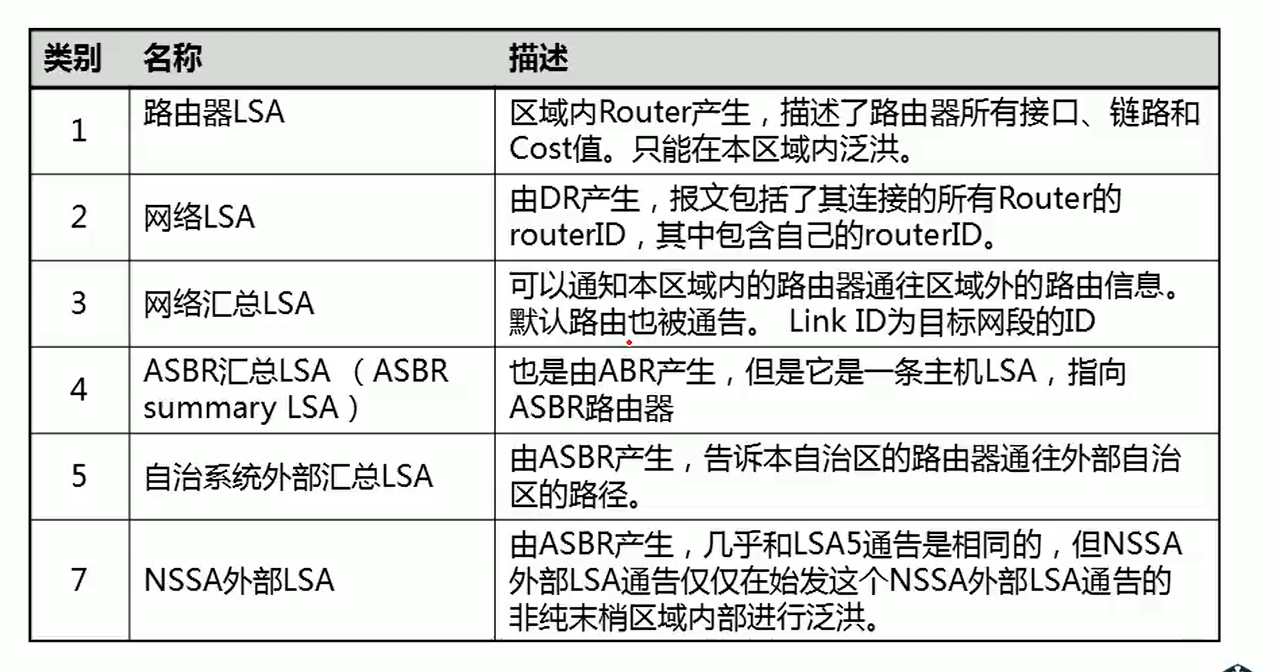 类别 名称 描述
1 路由器LSA 区域内Router产生，描述了路由器所有接口、链路和
Cost值。只能在本区域内泛洪。
2 网络LSA 由DR产生，报文包括了其连接的所有Router的
routerID，其中包含自己的routerID。
3 网络汇总LSA 可以通知本区域内的路由器通往区域外的路由信息。
默认路由也被通告。 Link ID为目标网段的ID
4 ASBR汇总LSA （ASBR
summary LSA ） 也是由ABR产生，但是它是一条主机LSA，指向
ASBR路由器
5 自治系统外部汇总LSA 由ASBR产生，告诉本自治区的路由器通往外部自治
区的路径。
7 NSSA外部LSA 由ASBR产生，几乎和LSA5通告是相同的，但NSSA
外部LSA通告仅仅在始发这个NSSA外部LSA通告的
非纯末梢区域内部进行泛洪。